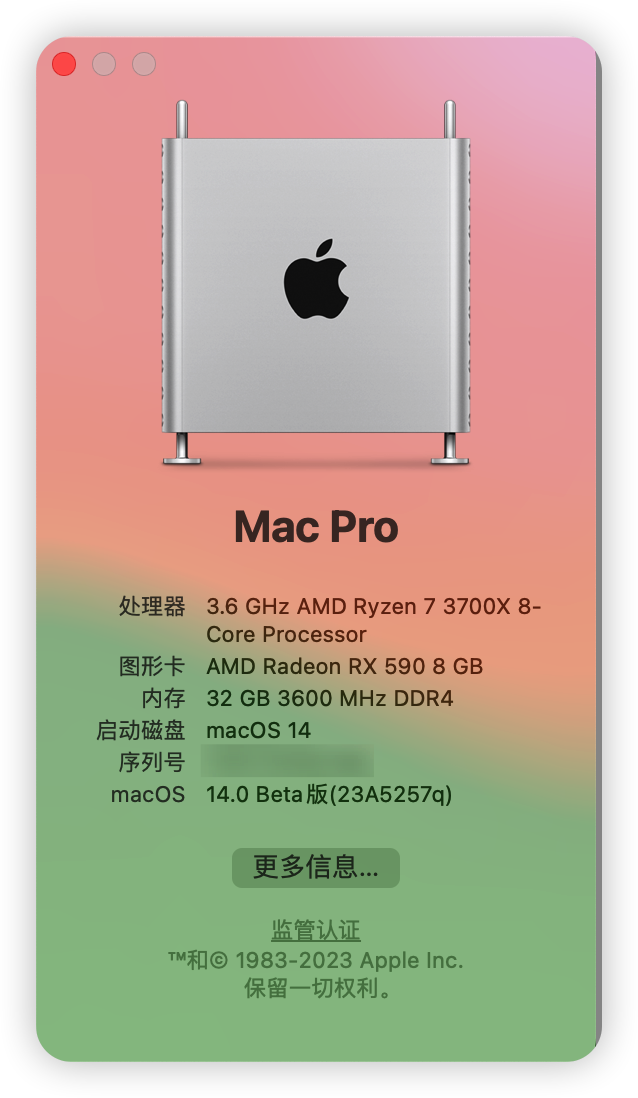 Mac Pro
处理器 3.6 GHz AMD Ryzen 7 3700X 8-
Core Processor
图形卡 AMD Radeon RX 590 8 GB
内存 32 GB 3600 MHz DDR4
启动磁盘 macOS 14
序列号
macOS 14.0 Beta版(23A5257q)
更多信息...
监管认证
™和© 1983-2023 Apple Inc.
保留一切权利。